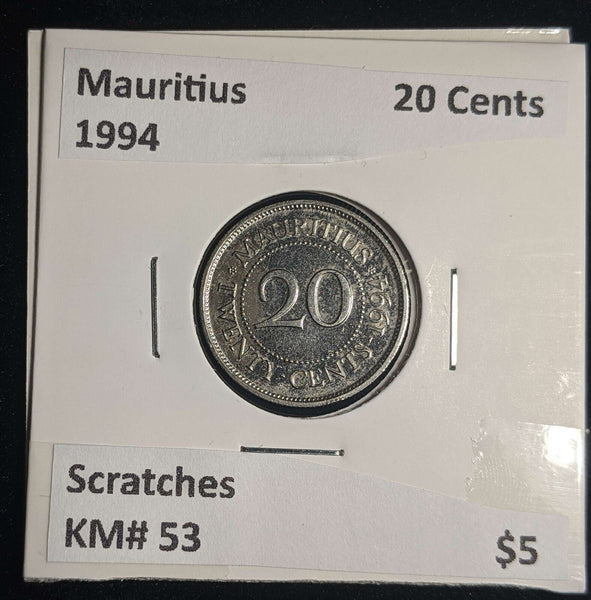 Mauritius 20 Cents
1994
MAURITIUS 1994
20
TWENTY CENTS
Scratches
KM# 53 $5